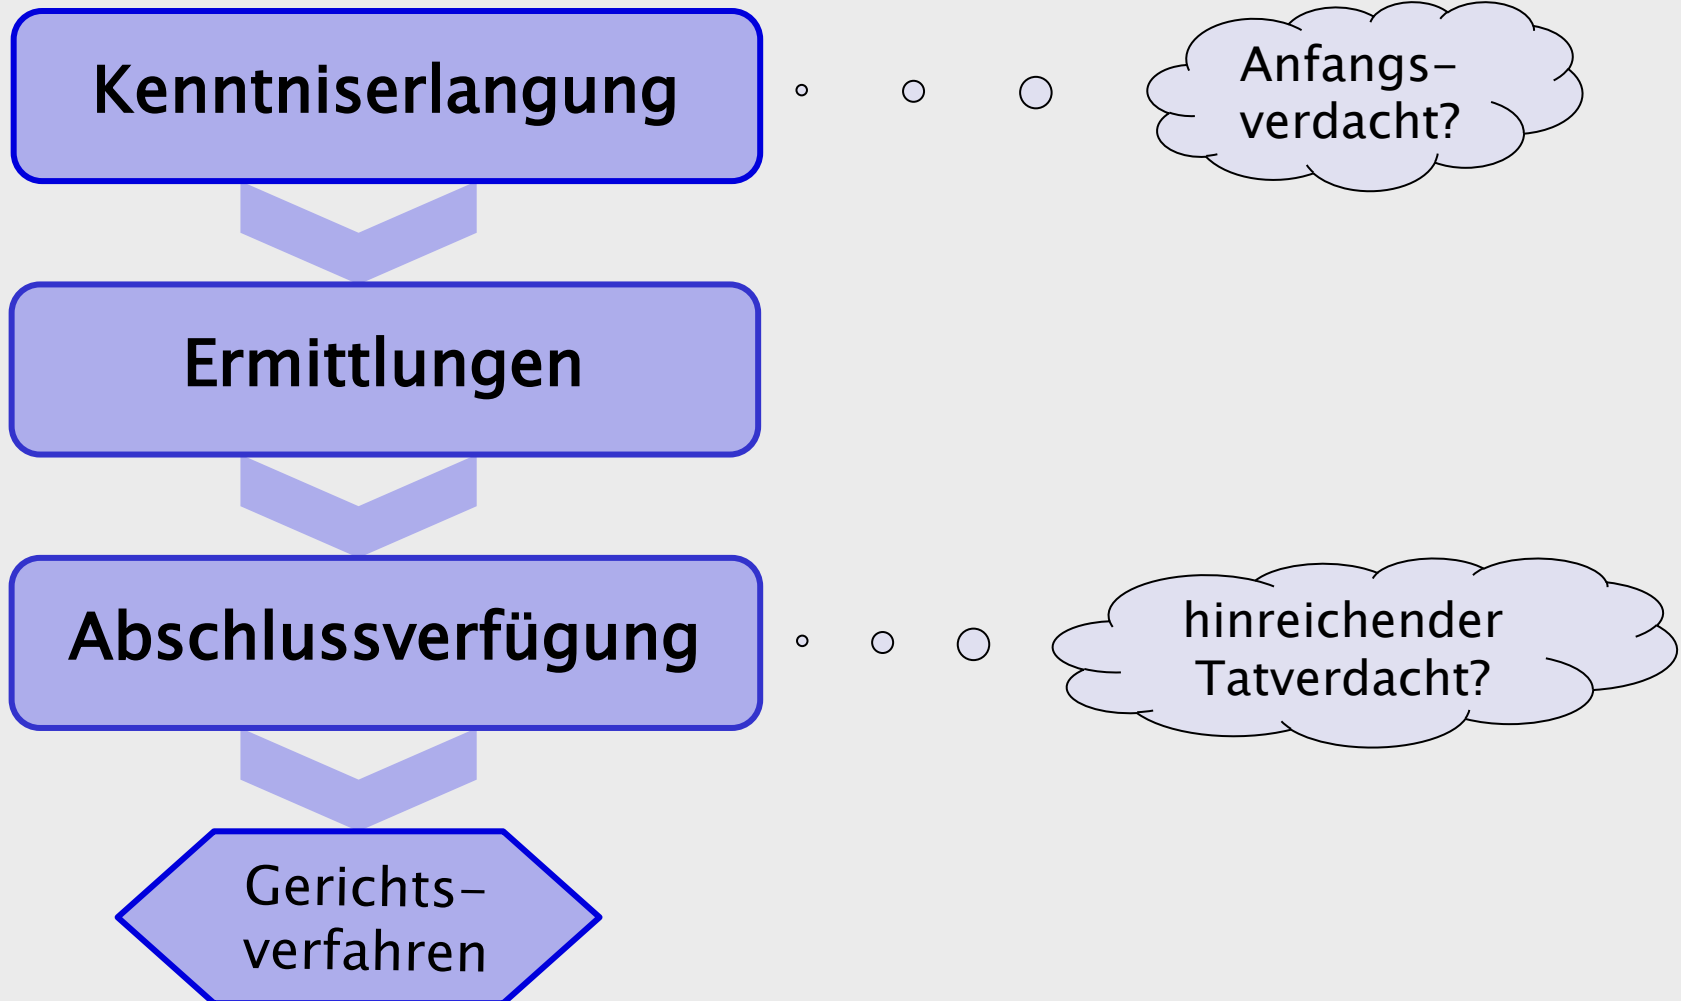 Kenntniserlangung
Anfangs-
verdacht?
Ermittlungen
Abschlussverfügung
hinreichender
Tatverdacht?
Gerichts-
verfahren